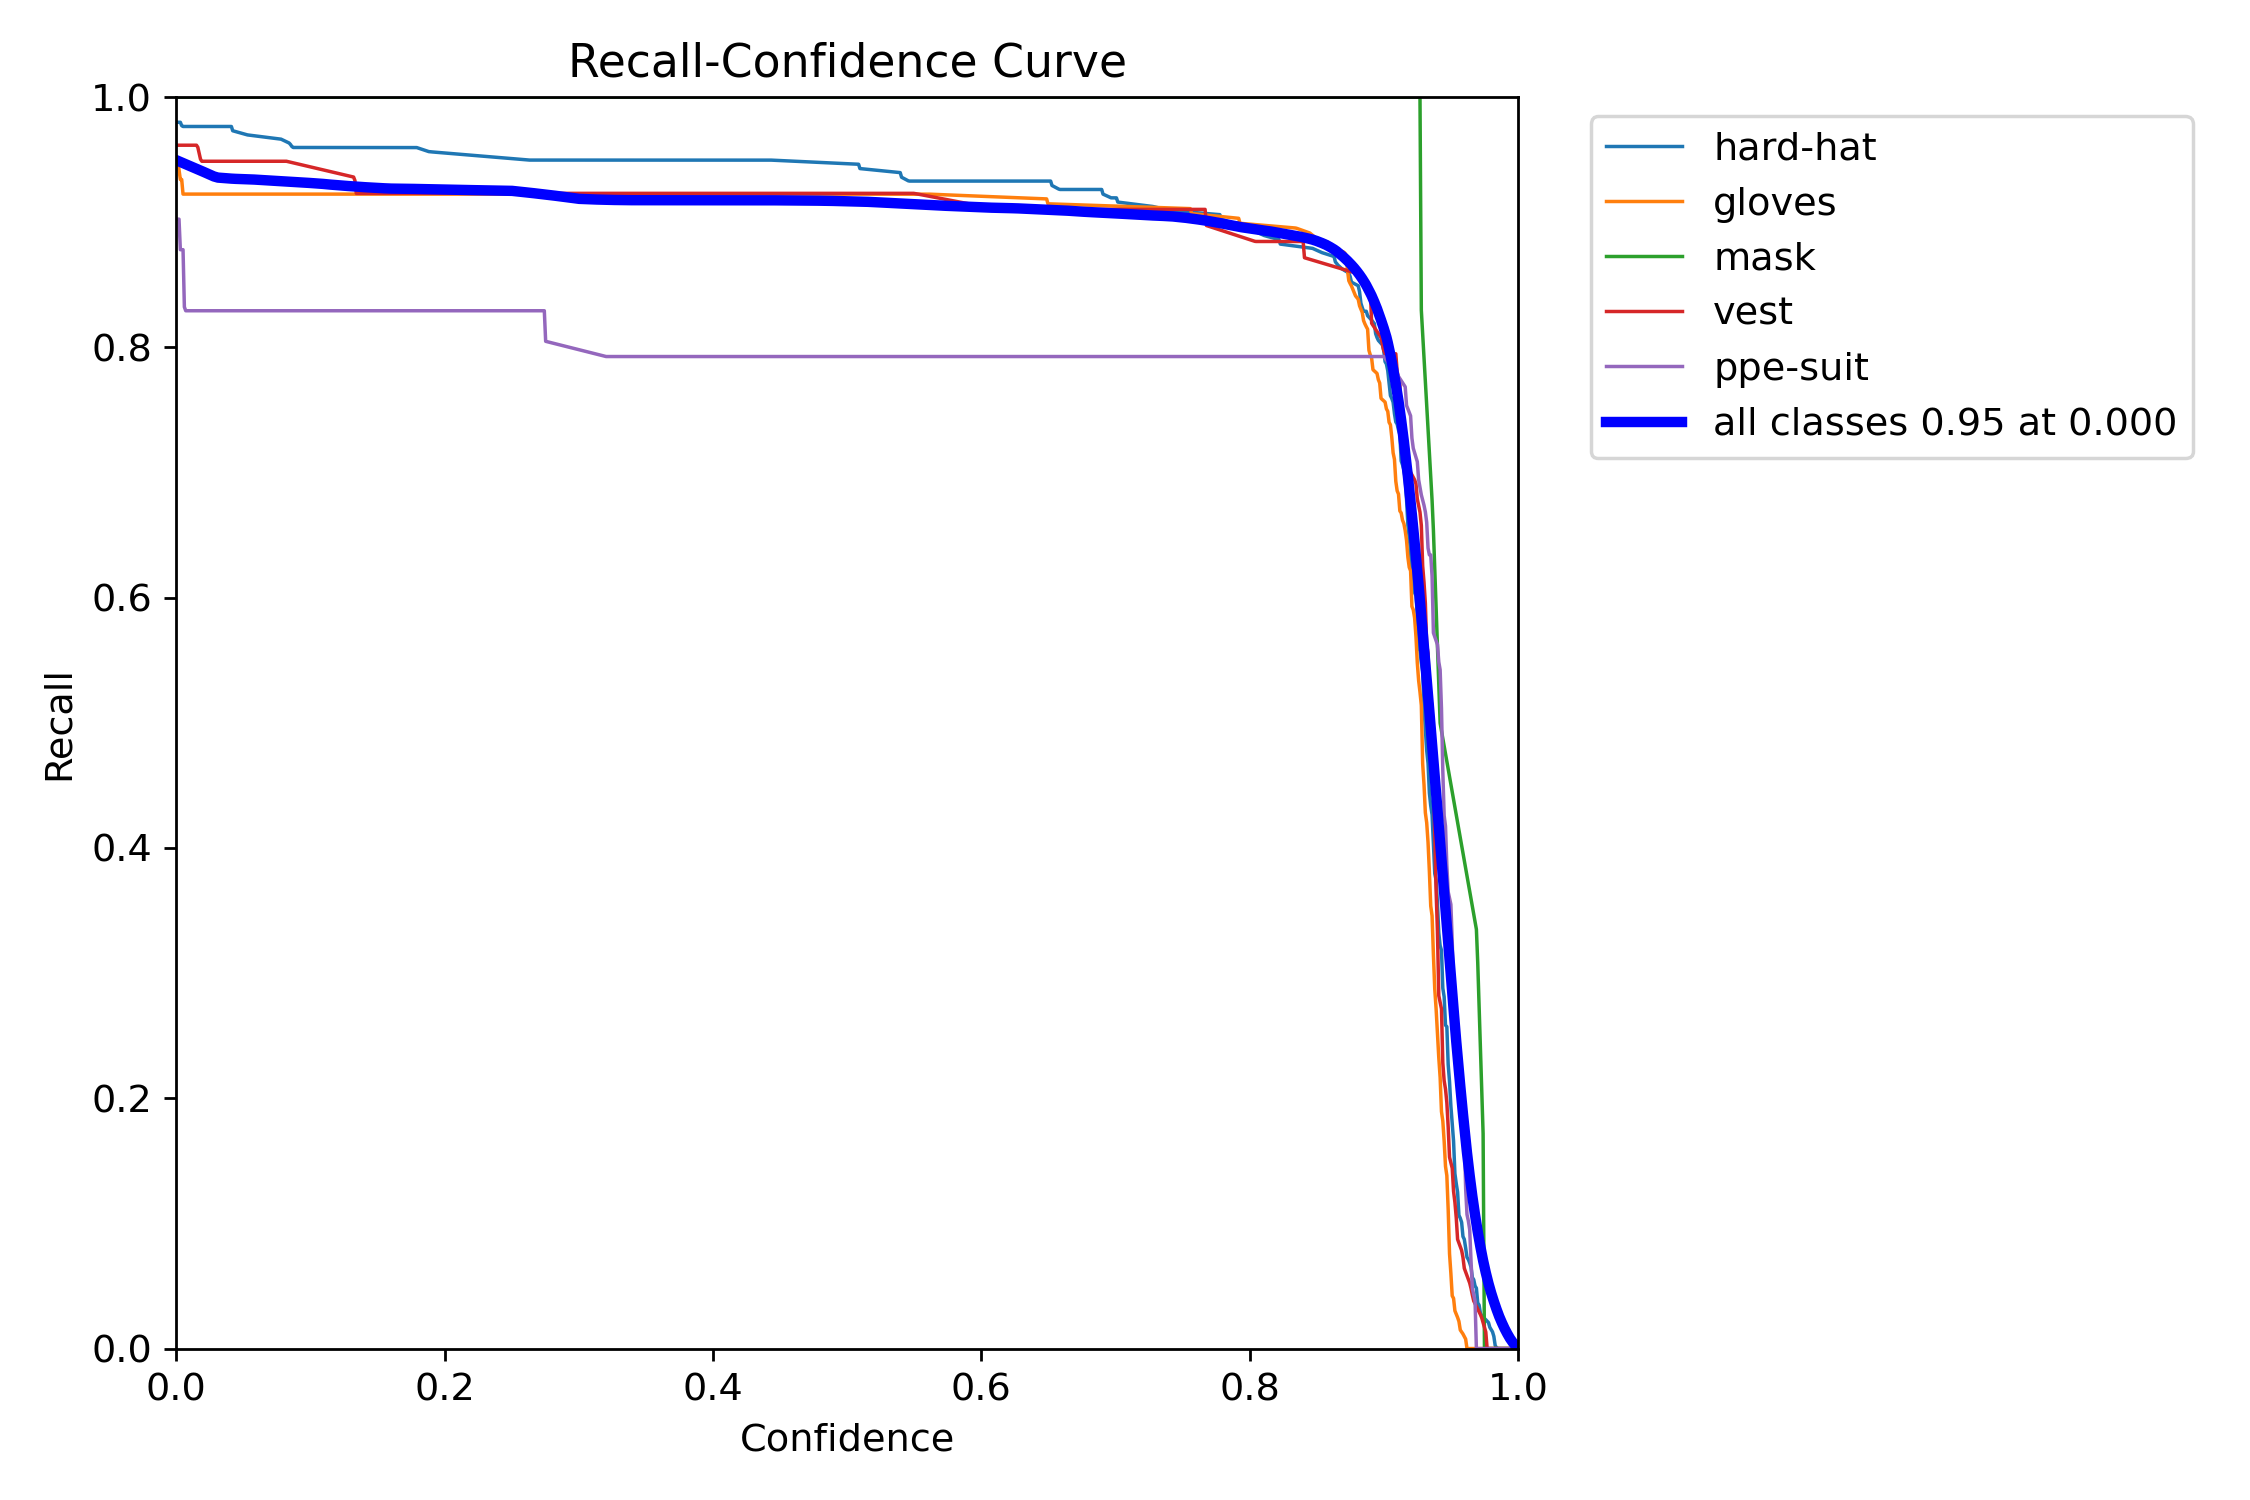 Recall-Confidence Curve
1.0
0.8
0.6
0.4
0.2
0.0
Recall
0.0 0.2 0.4 0.6 0.8 1.0
Confidence
hard-hat
gloves
mask
vest
ppe-suit
all classes 0.95 at 0.000